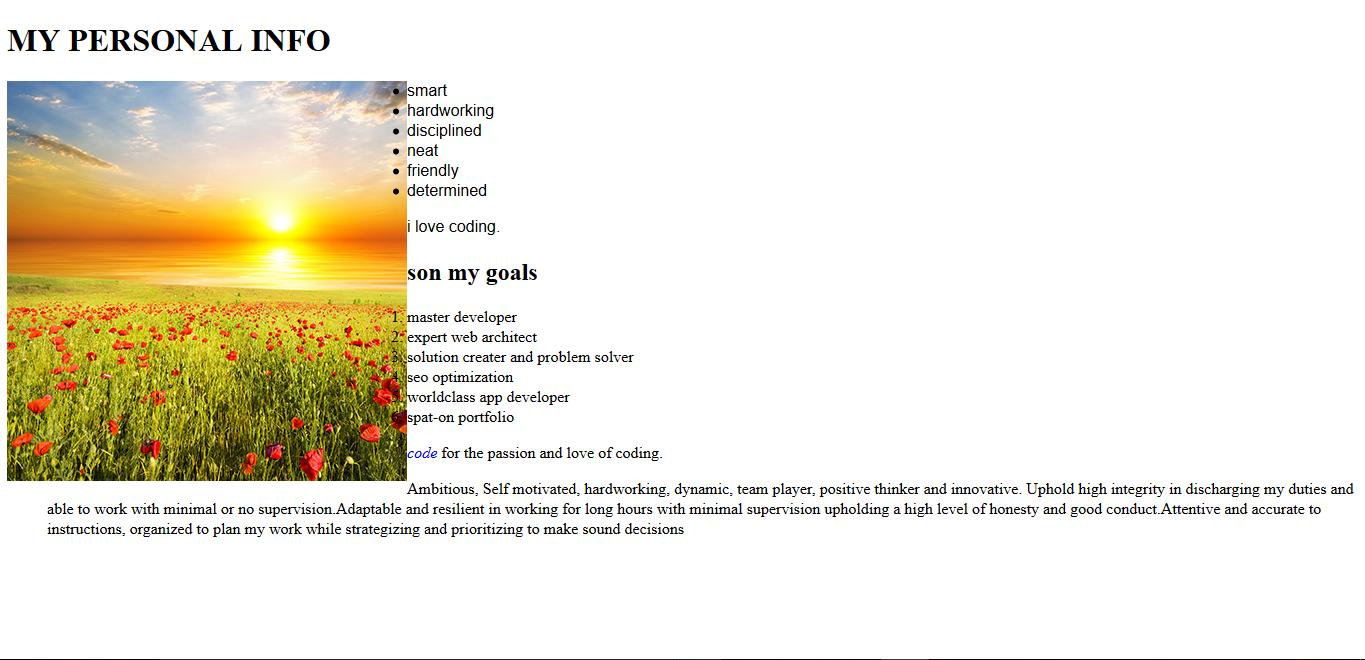 MY PERSONAL INFO
• smart
• hardworking
• disciplined
• neat
• friendly
• determined
i love coding.
son my goals
1. master developer
2. expert web architect
3. solution creater and problem solver
4. seo optimization
5. worldclass app developer
6. spat-on portfolio
code for the passion and love of coding.
Ambitious, Self motivated, hardworking, dynamic, team player, positive thinker and innovative. Uphold high integrity in discharging my duties and
able to work with minimal or no supervision.Adaptable and resilient in working for long hours with minimal supervision upholding a high level of honesty and good conduct.Attentive and accurate to
instructions, organized to plan my work while strategizing and prioritizing to make sound decisions